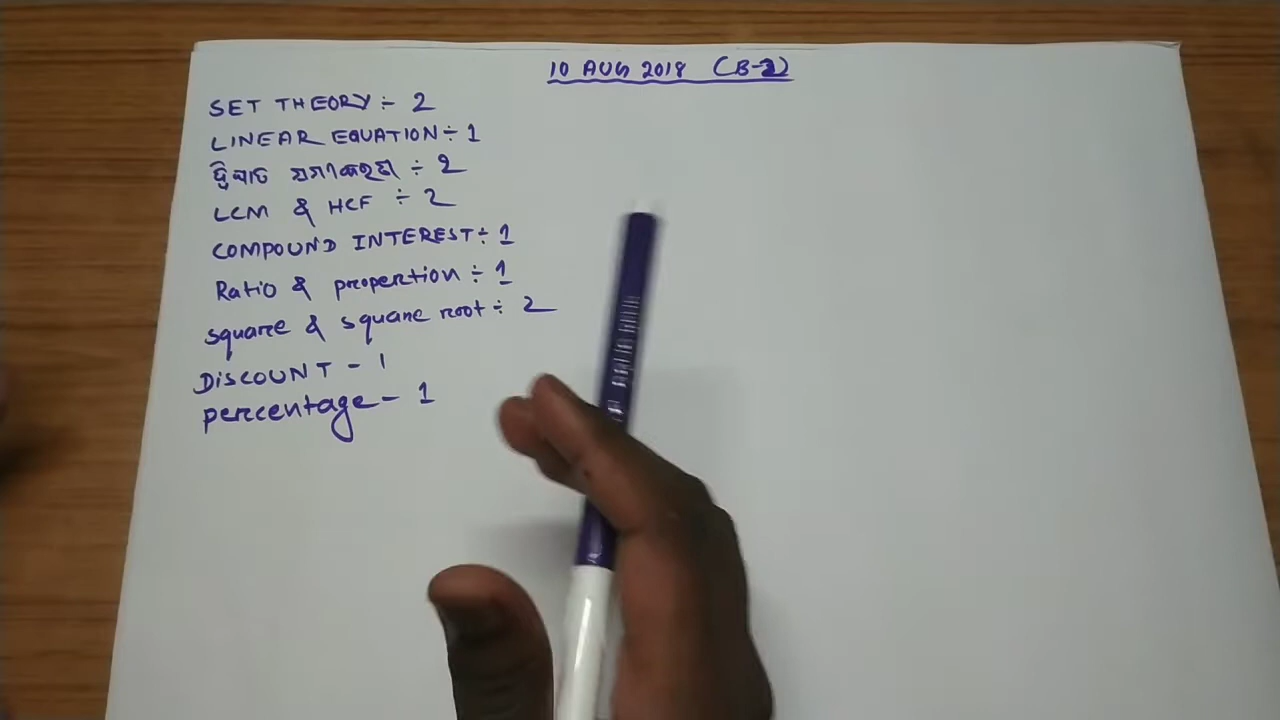 10 AUG 2018 (B-2)
SET THEORY ÷ 2
LINEAR EQUATION ÷ 1
ଦ୍ୱିଘାତ ସମୀକରଣ ÷ 2
LCM & HCF ÷ 2
COMPOUND INTEREST ÷ 1
Ratio & propertion ÷ 1
square & square root ÷ 2
DISCOUNT - 1
percentage - 1